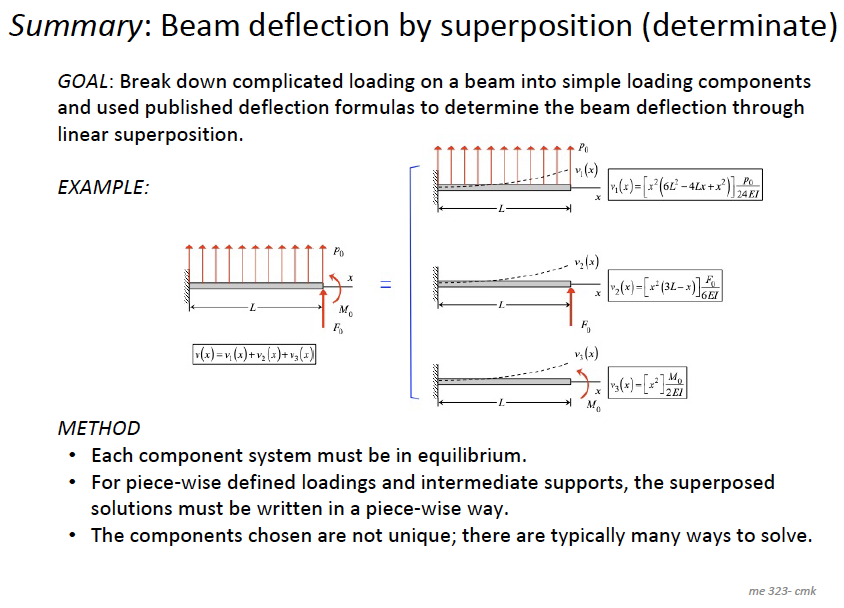 Summary: Beam deflection by superposition (determinate)
GOAL: Break down complicated loading on a beam into simple loading components
and used published deflection formulas to determine the beam deflection through
linear superposition.
EXAMPLE:
p₀
v₁(x)
x
L
v₁(x)=[x²(6L²−4Lx+x²)]p₀/24EI
p₀
x
L
M₀
F₀
v(x)=v₁(x)+v₂(x)+v₃(x)
=
v₂(x)
x
L
F₀
v₂(x)=[x²(3L−x)]F₀/6EI
v₃(x)
x
L
M₀
v₃(x)=[x²]M₀/2EI
METHOD
• Each component system must be in equilibrium.
• For piece-wise defined loadings and intermediate supports, the superposed
solutions must be written in a piece-wise way.
• The components chosen are not unique; there are typically many ways to solve.
me 323- cmk